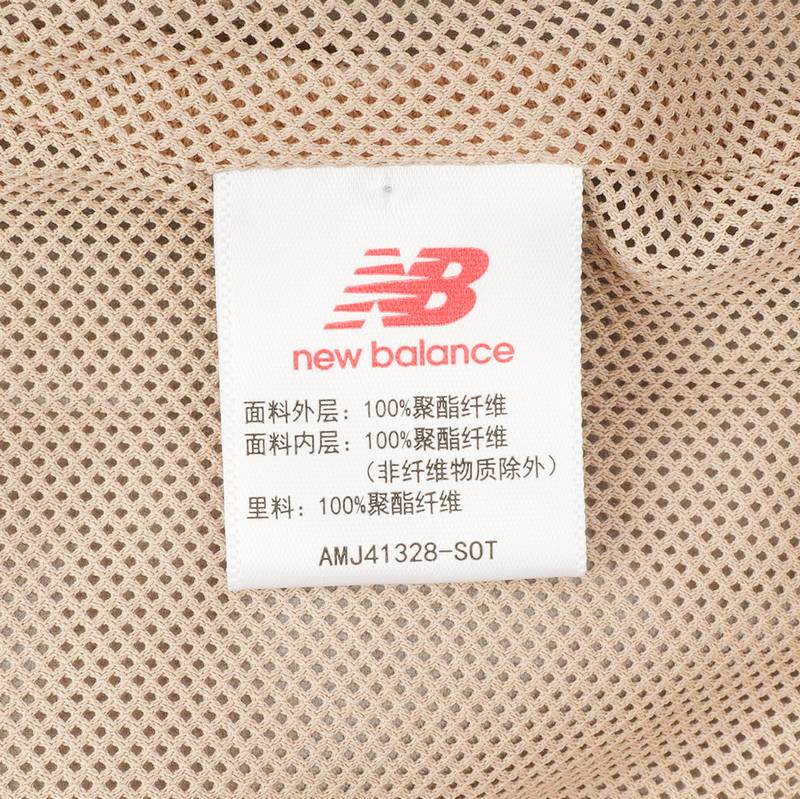 NB
new balance
面料外层：100%聚酯纤维
面料内层：100%聚酯纤维
（非纤维物质除外）
里料：100%聚酯纤维
AMJ41328-SOT